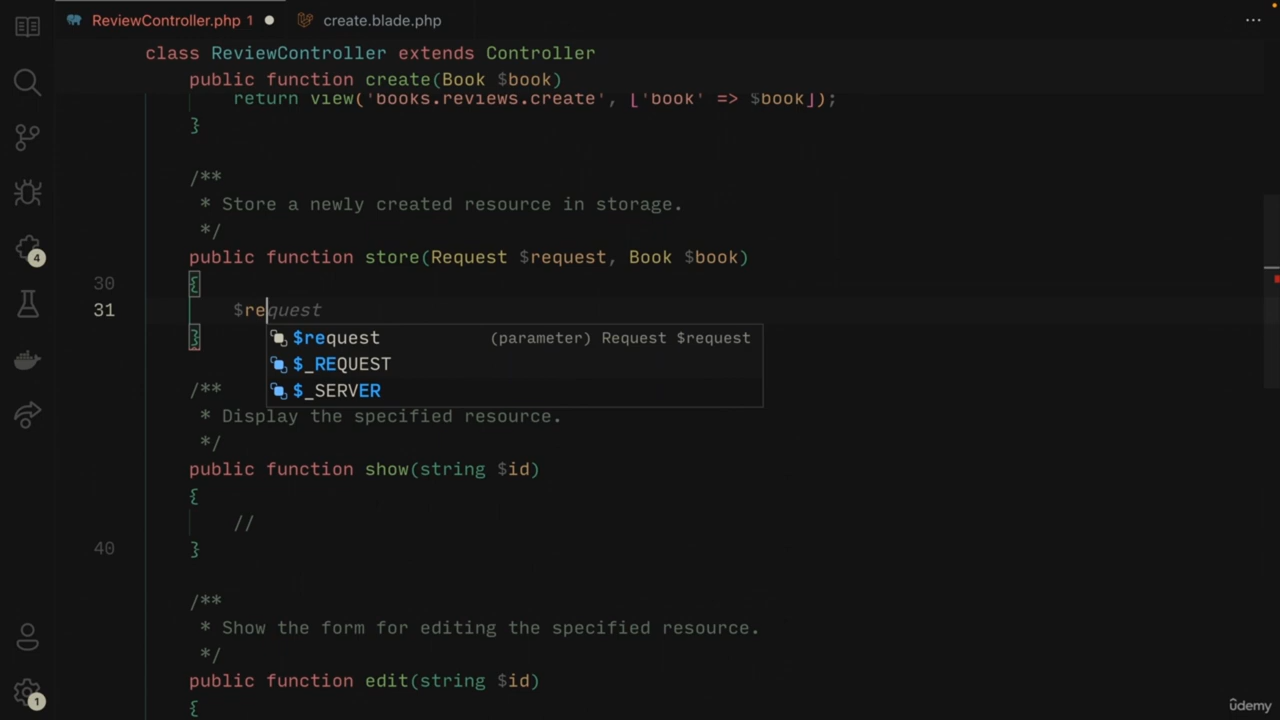 ReviewController.php 1
create.blade.php
class ReviewController extends Controller
public function create(Book $book)
return view('books.reviews.create', ['book' => $book]);
}
/**
* Store a newly created resource in storage.
*/
public function store(Request $request, Book $book)
30 {
31 $request
$request (parameter) Request $request
$_REQUEST
$_SERVER
}
/**
* Display the specified resource.
*/
public function show(string $id)
{
//
40 }
/**
* Show the form for editing the specified resource.
*/
public function edit(string $id)
{
4
1
ûdemy